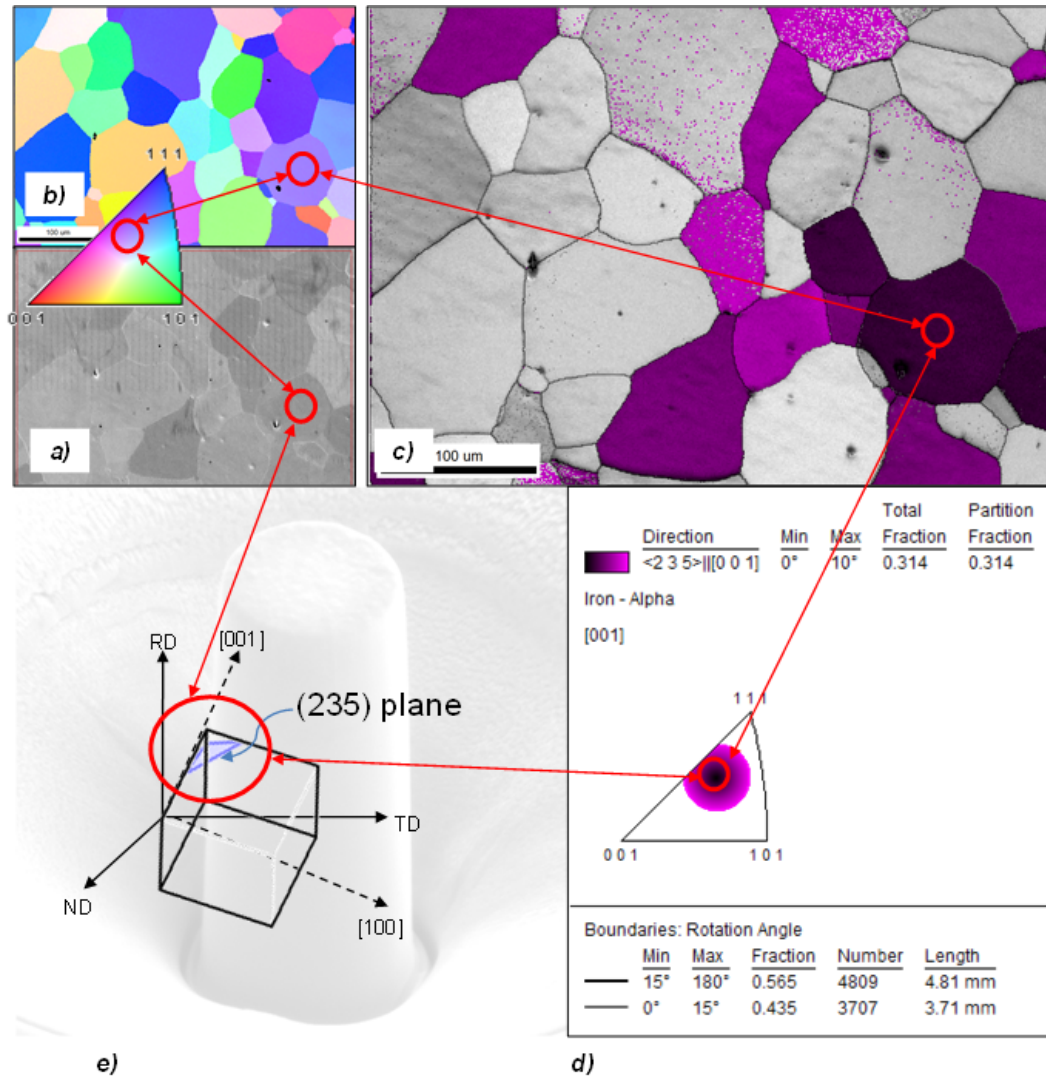 b)
1 1 1
100 um
0 0 1
1 0 1
a)
c)
100 um
Total Partition
Direction Min Max Fraction Fraction
<2 3 5>||[0 0 1] 0° 10° 0.314 0.314
Iron - Alpha
[001]
1 1 1
0 0 1
1 0 1
RD
[001]
(235) plane
TD
ND
[100]
Boundaries: Rotation Angle
Min Max Fraction Number Length
15° 180° 0.565 4809 4.81 mm
0° 15° 0.435 3707 3.71 mm
e)
d)